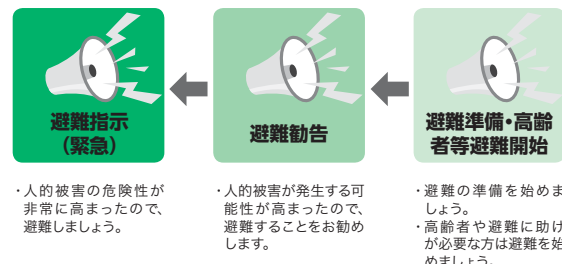 避難指示
（緊急）
避難勧告
避難準備・高齢
者等避難開始
・人的被害の危険性が
非常に高まったので、
避難しましょう。
・人的被害が発生する可
能性が高まったので、
避難することをお勧め
します。
・避難の準備を始めま
しょう。
・高齢者や避難に助け
が必要な方は避難を始
めましょう。